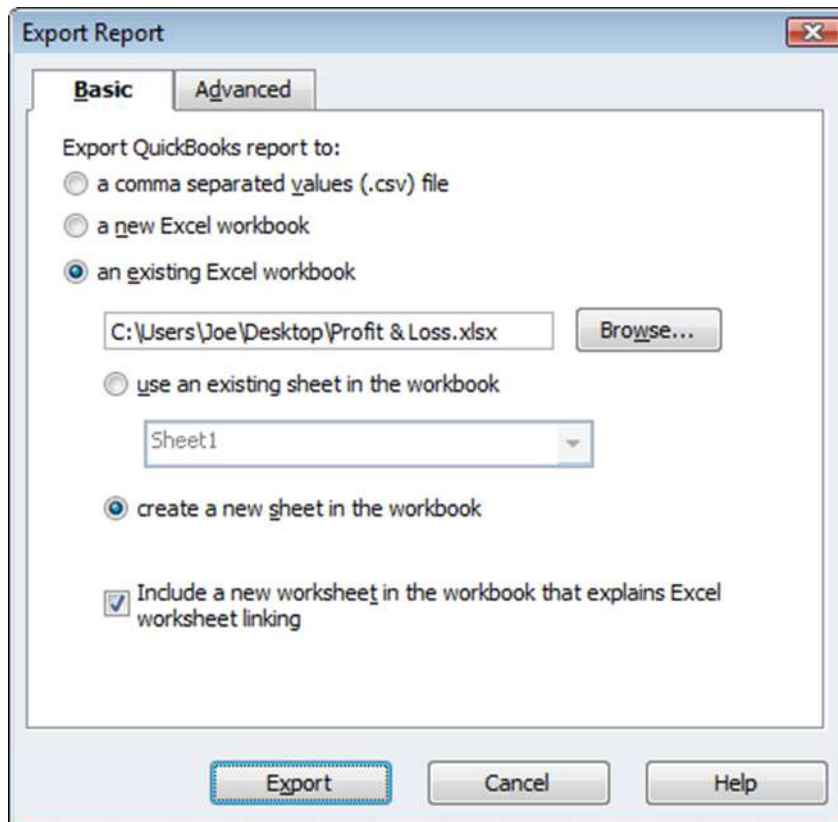 Export Report
Basic Advanced
Export QuickBooks report to:
a comma separated values (.csv) file
a new Excel workbook
an existing Excel workbook
C:\Users\Joe\Desktop\Profit & Loss.xlsx Browse...
use an existing sheet in the workbook
Sheet1
create a new sheet in the workbook
Include a new worksheet in the workbook that explains Excel
worksheet linking
Export Cancel Help